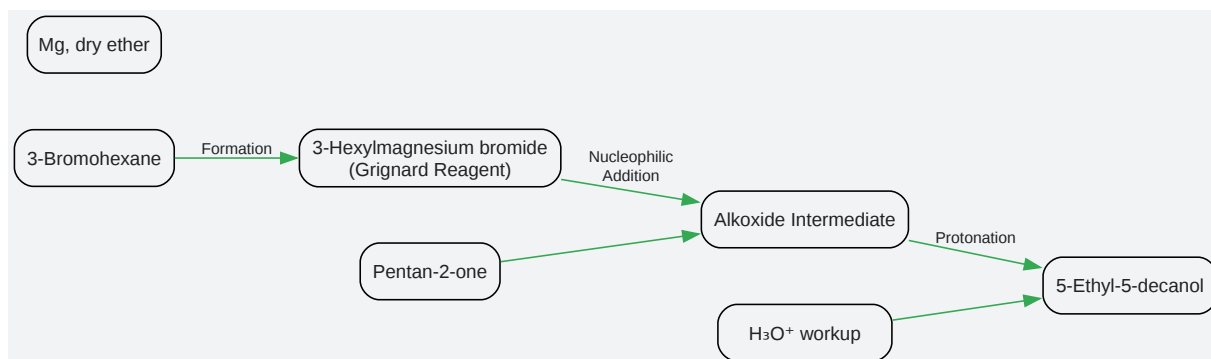 Mg, dry ether
3-Bromohexane
Formation
3-Hexylmagnesium bromide
(Grignard Reagent)
Nucleophilic
Addition
Pentan-2-one
Alkoxide Intermediate
Protonation
H₃O⁺ workup
5-Ethyl-5-decanol